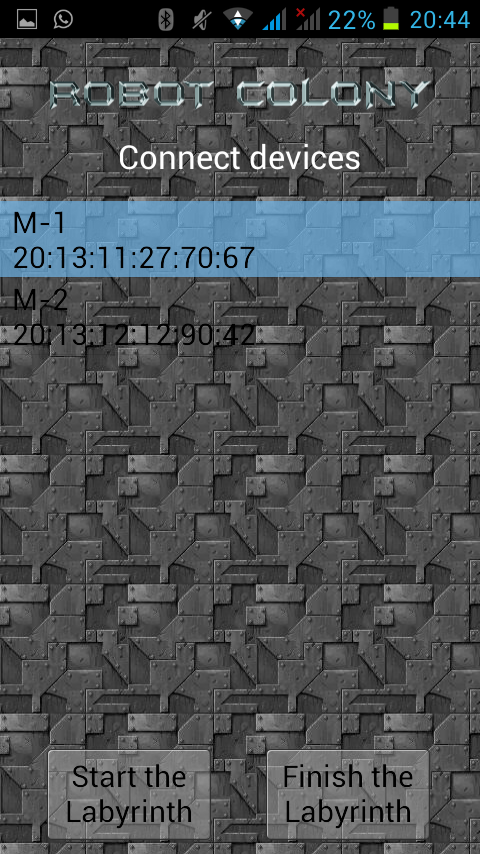 22% 20:44
ROBOT COLONY
Connect devices
M-1
20:13:11:27:70:67
M-2
20:13:12:12:90:42
Start the
Labyrinth
Finish the
Labyrinth